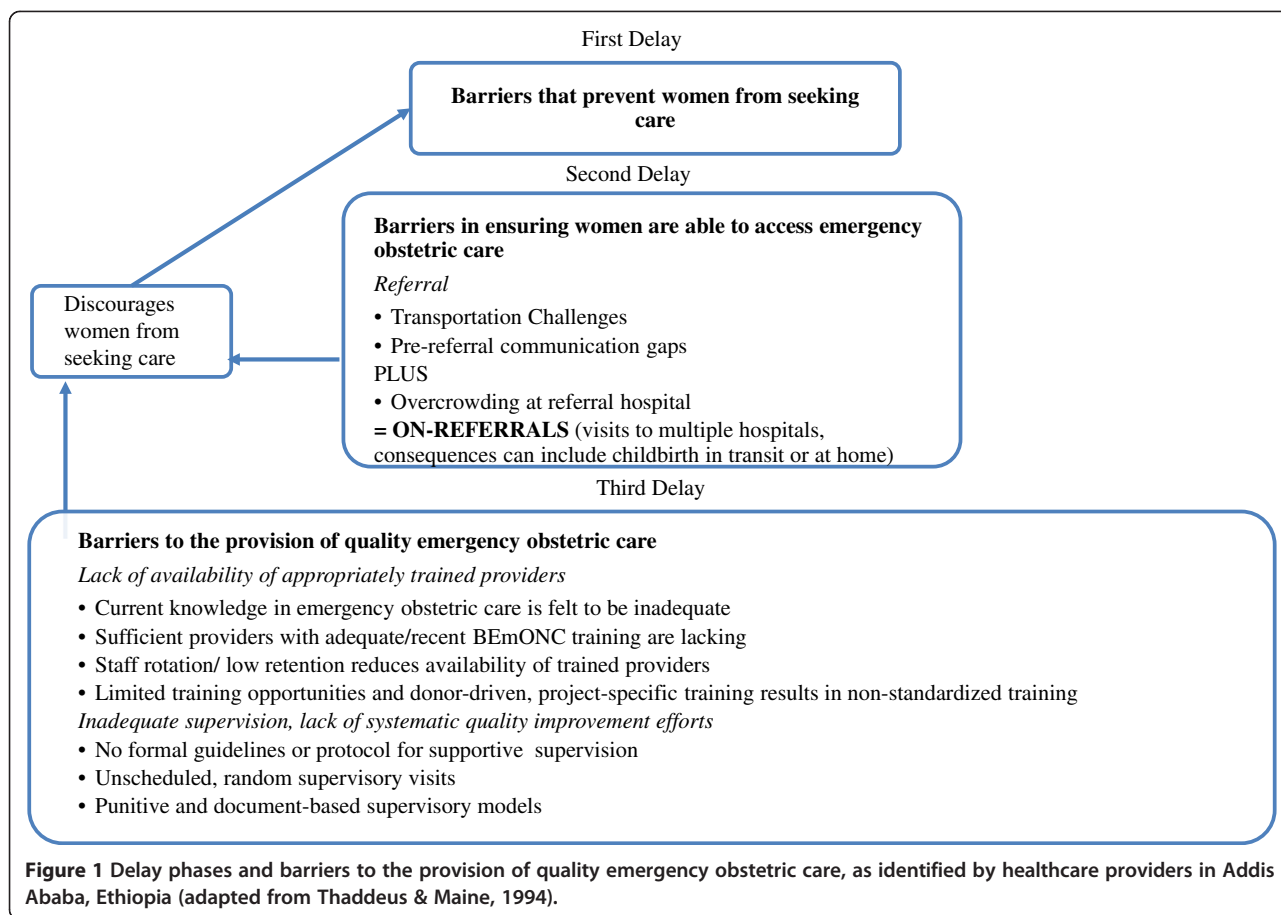 First Delay
Barriers that prevent women from seeking
care
Second Delay
Barriers in ensuring women are able to access emergency
obstetric care
Referral
• Transportation Challenges
• Pre-referral communication gaps
PLUS
• Overcrowding at referral hospital
= ON-REFERRALS (visits to multiple hospitals,
consequences can include childbirth in transit or at home)
Discourages
women from
seeking care
Third Delay
Barriers to the provision of quality emergency obstetric care
Lack of availability of appropriately trained providers
• Current knowledge in emergency obstetric care is felt to be inadequate
• Sufficient providers with adequate/recent BEmONC training are lacking
• Staff rotation/ low retention reduces availability of trained providers
• Limited training opportunities and donor-driven, project-specific training results in non-standardized training
Inadequate supervision, lack of systematic quality improvement efforts
• No formal guidelines or protocol for supportive supervision
• Unscheduled, random supervisory visits
• Punitive and document-based supervisory models
Figure 1 Delay phases and barriers to the provision of quality emergency obstetric care, as identified by healthcare providers in Addis
Ababa, Ethiopia (adapted from Thaddeus & Maine, 1994).